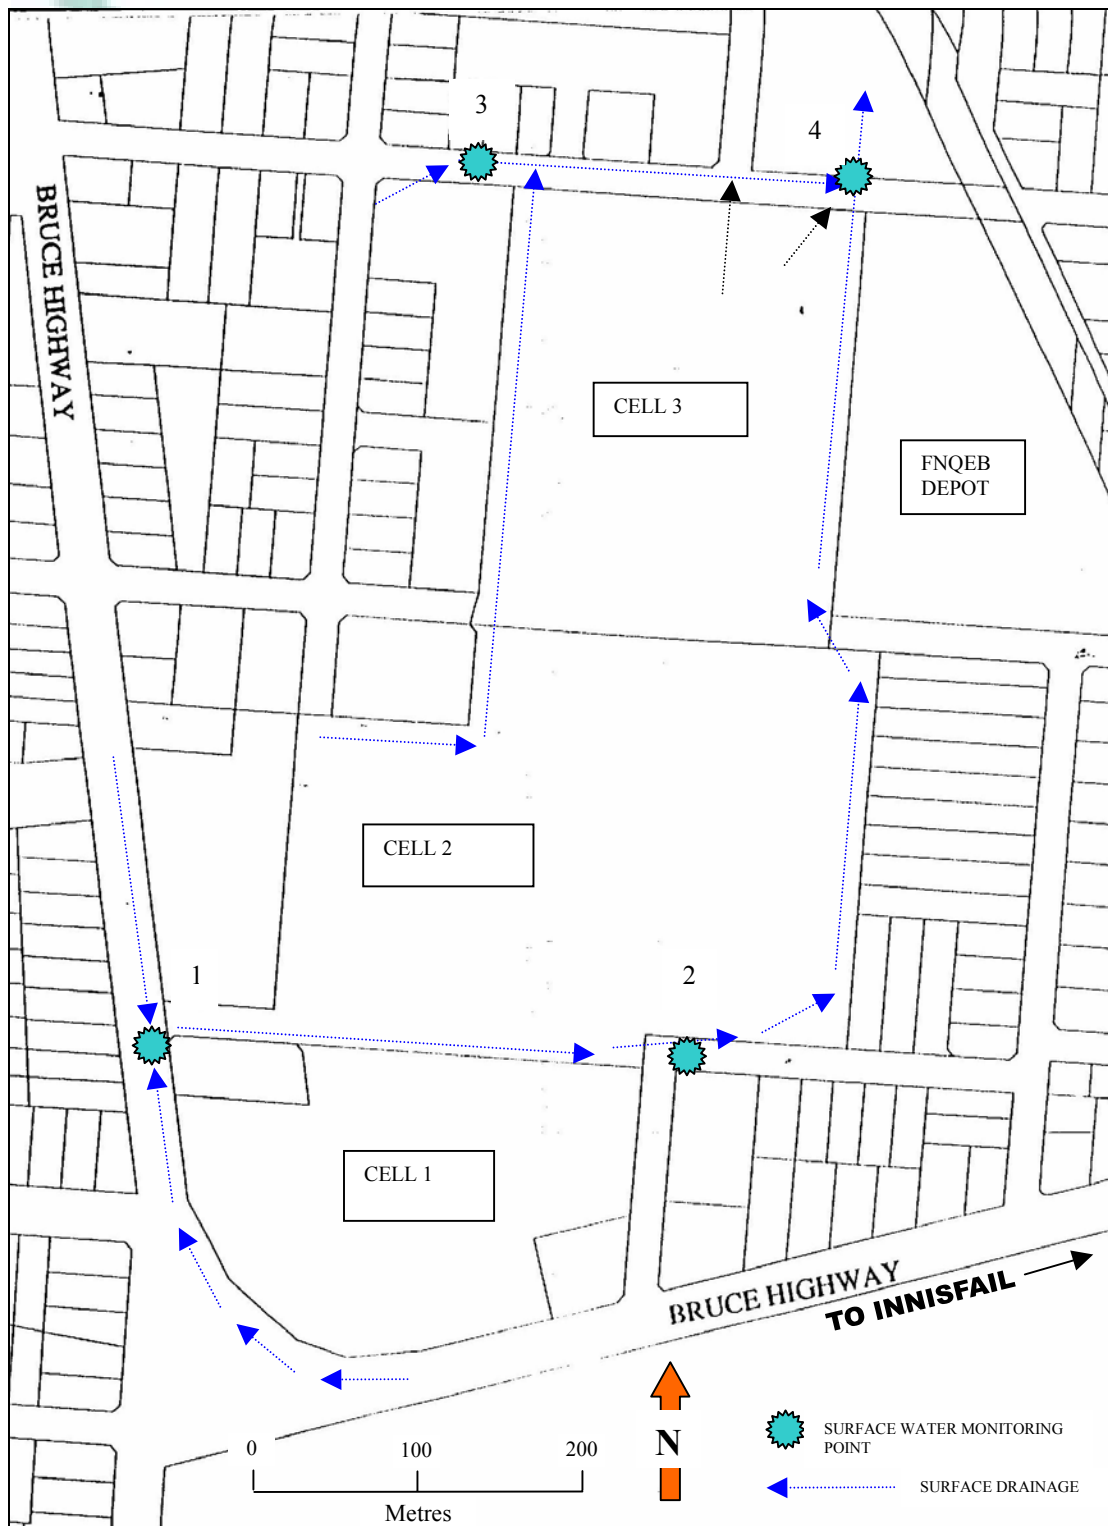 3
4
BRUCE HIGHWAY
CELL 3
FNQEB
DEPOT
CELL 2
1
2
CELL 1
BRUCE HIGHWAY
TO INNISFAIL
0 100 200
Metres
N
SURFACE WATER MONITORING
POINT
SURFACE DRAINAGE